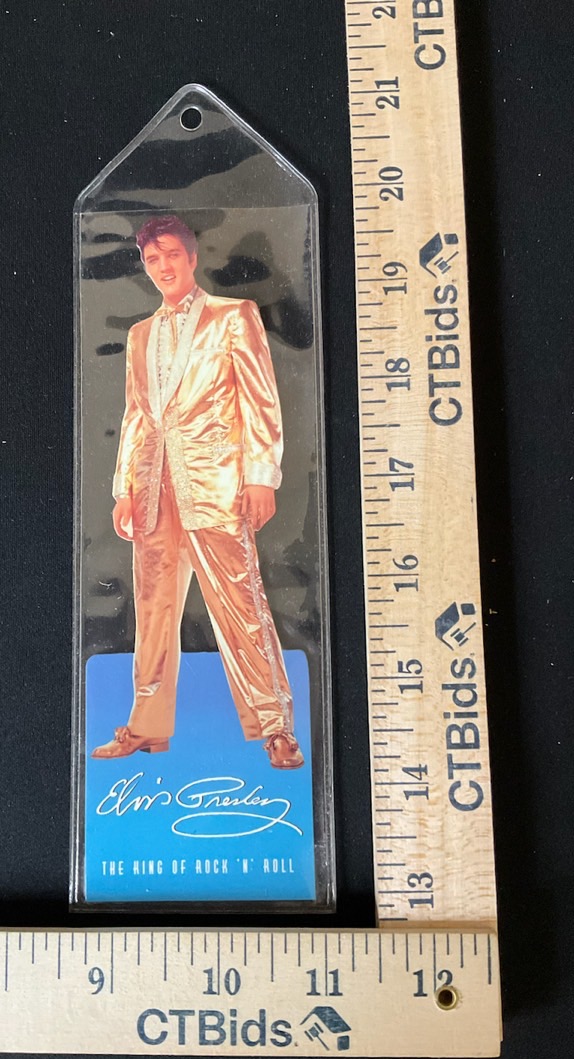 Elvis Presley
THE KING OF ROCK 'N' ROLL
2
21
20
19
18
17
16
15
14
13
CTB
CTBids
CTBids
9 10 11 12
CTBids